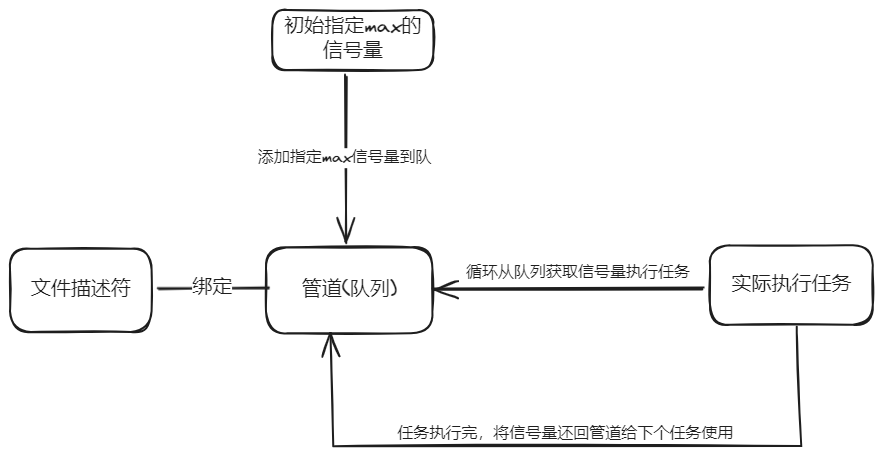 初始指定max的
信号量
添加指定max信号量到队
文件描述符
绑定
管道(队列)
循环从队列获取信号量执行任务
实际执行任务
任务执行完，将信号量还回管道给下个任务使用